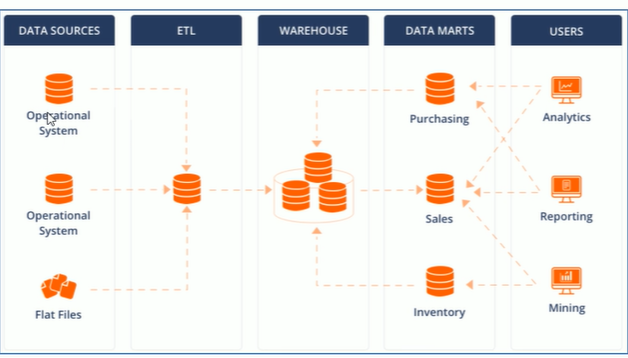 DATA SOURCES
ETL
WAREHOUSE
DATA MARTS
USERS
Operational
System
Operational
System
Flat Files
Purchasing
Sales
Inventory
Analytics
Reporting
Mining